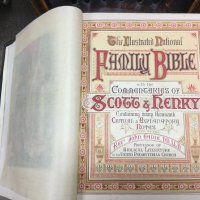 The Illustrated National
FAMILY BIBLE
with the
COMMENTARIES OF
SCOTT & HENRY
Containing many thousand
CRITICAL & EXPLANATORY
NOTES
REV. John Eadie
PROFESSOR OF
BIBLICAL LITERATURE
TO THE UNITED PRESBYTERIAN CHURCH